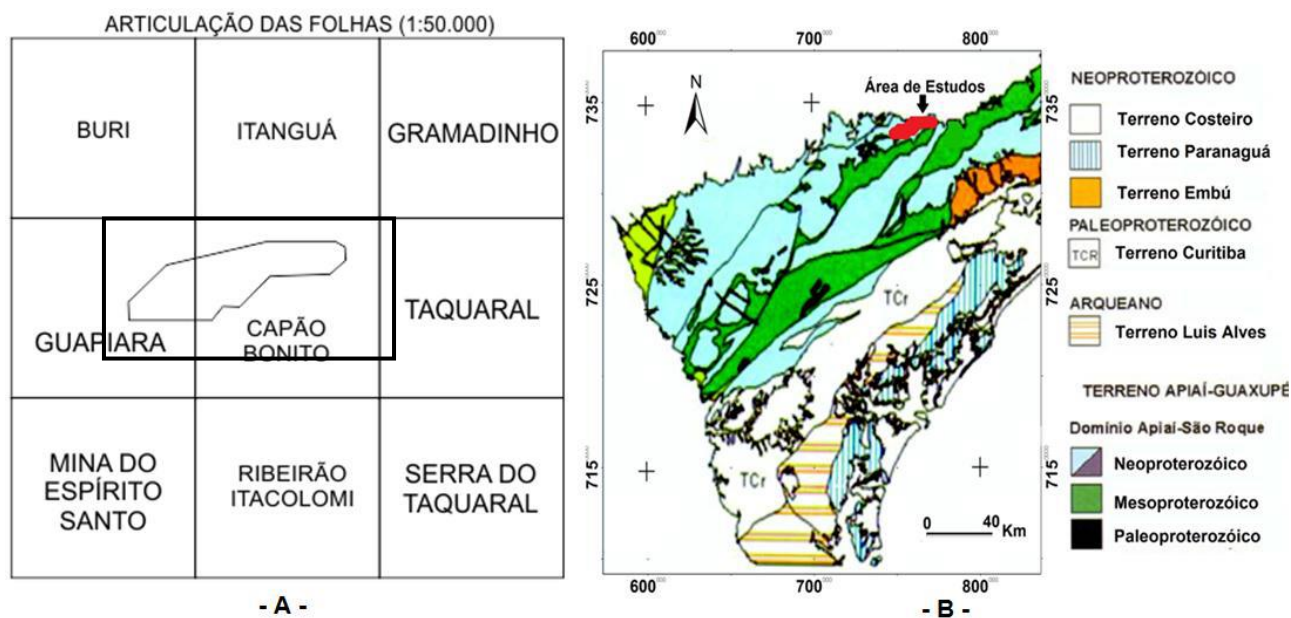 ARTICULAÇÃO DAS FOLHAS (1:50.000)
BURI
ITANGUÁ
GRAMADINHO
GUAPIARA
CAPÃO
BONITO
TAQUARAL
MINA DO
ESPÍRITO
SANTO
RIBEIRÃO
ITACOLOMI
SERRA DO
TAQUARAL
- A -
600
700
800
735
735
725
725
715
715
N
Área de Estudos
TCr
TCr
0 40 Km
600
700
800
- B -
NEOPROTEROZÓICO
Terreno Costeiro
Terreno Paranaguá
Terreno Embú
PALEOPROTEROZÓICO
TCR
Terreno Curitiba
ARQUEANO
Terreno Luis Alves
TERRENO APIAÍ-GUAXUPÉ
Domínio Apiaí-São Roque
Neoproterozóico
Mesoproterozóico
Paleoproterozóico